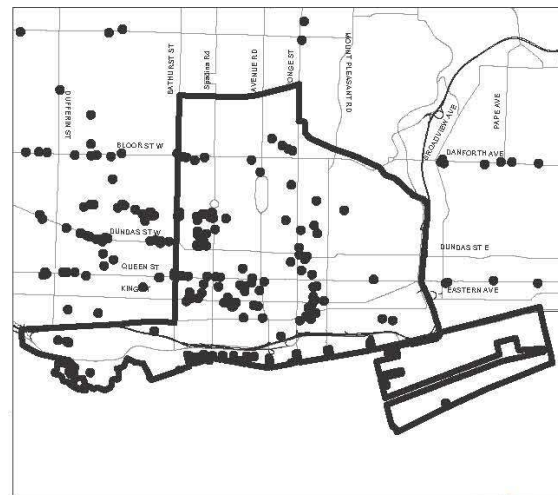 BATHURST ST
Spadina Rd
AVENUE RD
ONGE ST
MOUNT PLEASANT RD
DUFFERIN ST
BROADVIEW AVE
PAPE AVE
BLOOR ST W
DANFORTH AVE
DUNDAS ST W
DUNDAS ST E
QUEEN ST
KING
EASTERN AVE